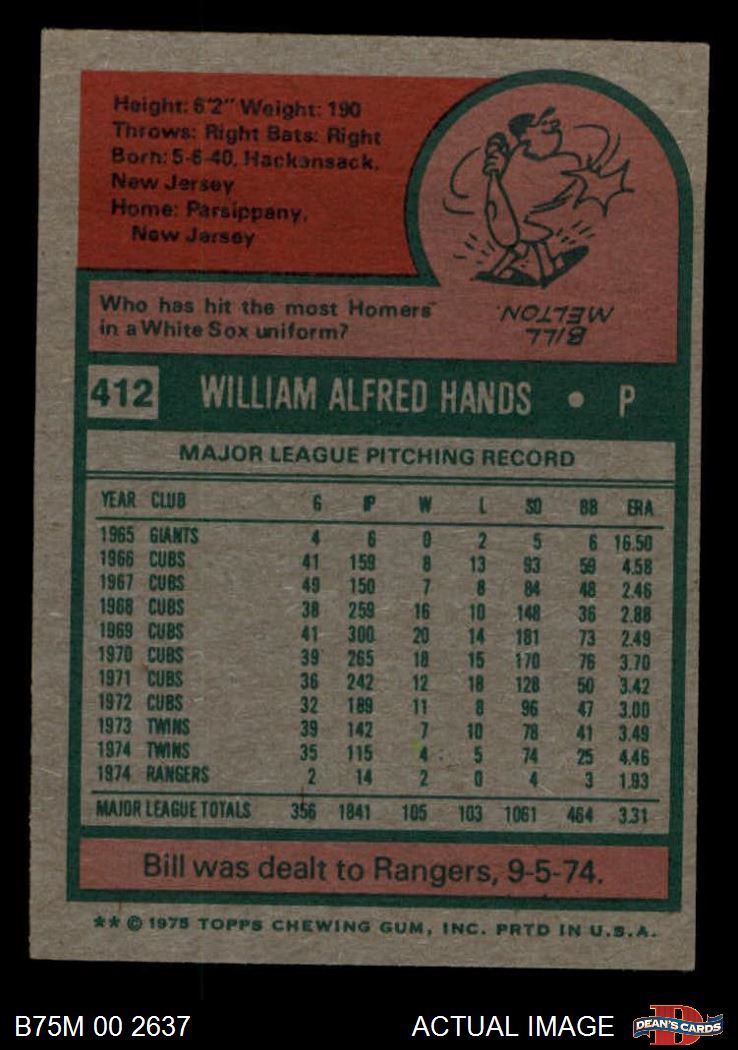 Height: 6'2" Weight: 190
Throws: Right Bats: Right
Born: 5-6-40, Hackensack,
New Jersey
Home: Parsippany,
New Jersey
Who has hit the most Homers
in a White Sox uniform?
BILL
MELTON.
412 WILLIAM ALFRED HANDS • P
MAJOR LEAGUE PITCHING RECORD
YEAR CLUB G IP W L SO BB ERA
1965 GIANTS 4 6 0 2 5 6 16.50
1966 CUBS 41 159 8 13 93 59 4.58
1967 CUBS 49 150 7 8 84 48 2.46
1968 CUBS 38 259 16 10 148 36 2.88
1969 CUBS 41 300 20 14 181 73 2.49
1970 CUBS 39 265 18 15 170 76 3.70
1971 CUBS 36 242 12 18 128 50 3.42
1972 CUBS 32 189 11 8 96 47 3.00
1973 TWINS 39 142 7 10 78 41 3.49
1974 TWINS 35 115 4 5 74 25 4.46
1974 RANGERS 2 14 2 0 4 3 1.93
MAJOR LEAGUE TOTALS 356 1841 105 103 1061 464 3.31
Bill was dealt to Rangers, 9-5-74.
** © 1975 TOPPS CHEWING GUM, INC. PRTD IN U.S.A.
B75M 00 2637 ACTUAL IMAGE DEAN'S CARDS